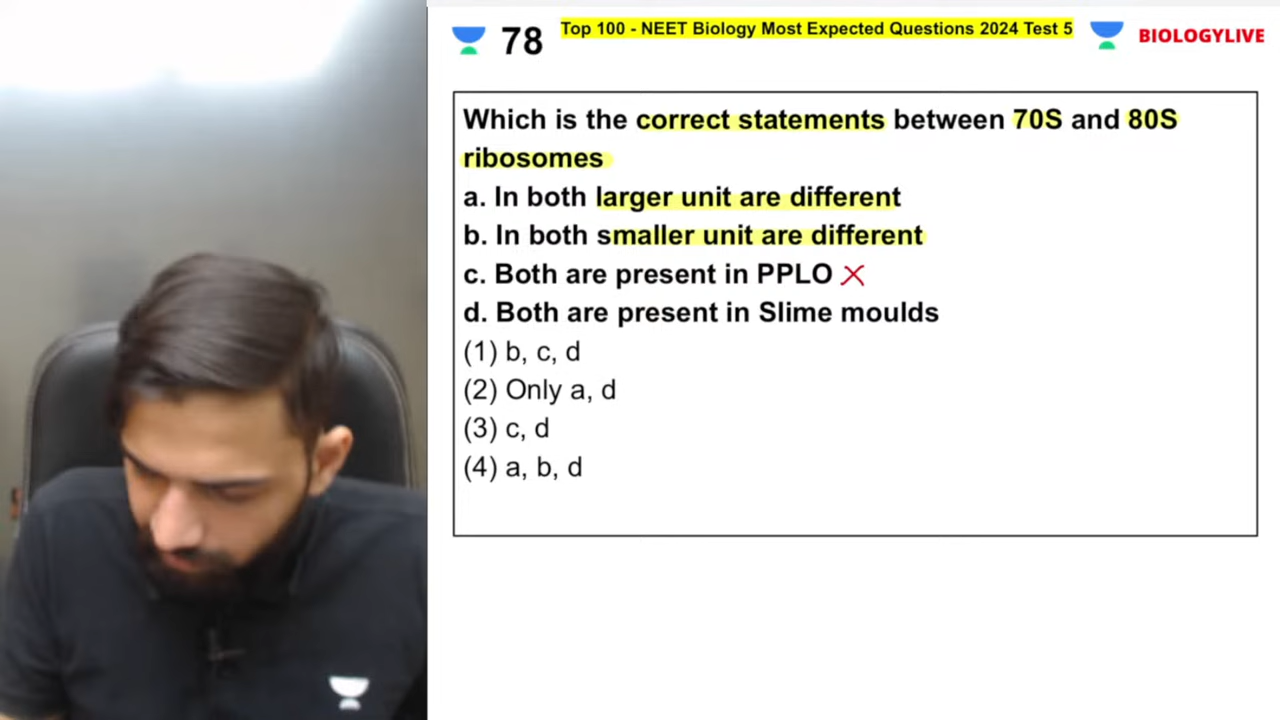 78
Top 100 - NEET Biology Most Expected Questions 2024 Test 5
BIOLOGYLIVE
Which is the correct statements between 70S and 80S
ribosomes
a. In both larger unit are different
b. In both smaller unit are different
c. Both are present in PPLO
d. Both are present in Slime moulds
(1) b, c, d
(2) Only a, d
(3) c, d
(4) a, b, d